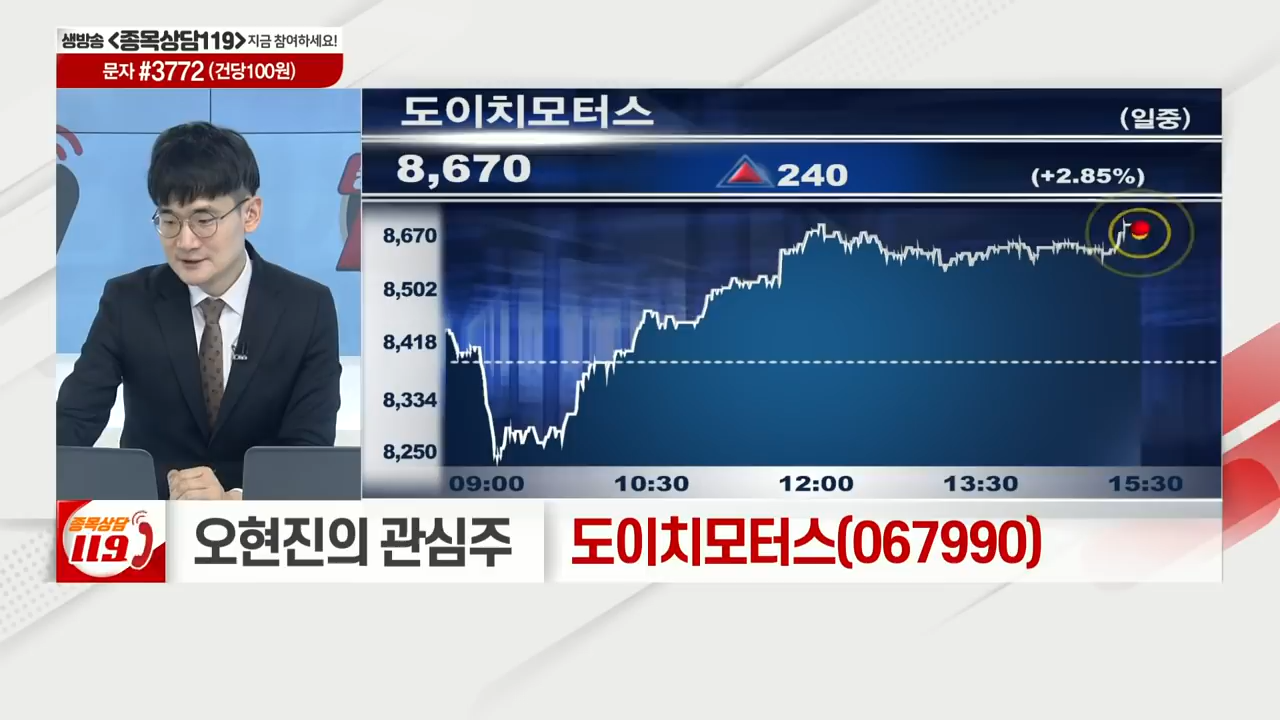 생방송 <종목상담119> 지금 참여하세요!
문자 #3772 (건당100원)
도이치모터스
(일중)
8,670
240
(+2.85%)
8,670
8,502
8,418
8,334
8,250
09:00
10:30
12:00
13:30
15:30
종목상담
119
오현진의 관심주
도이치모터스(067990)